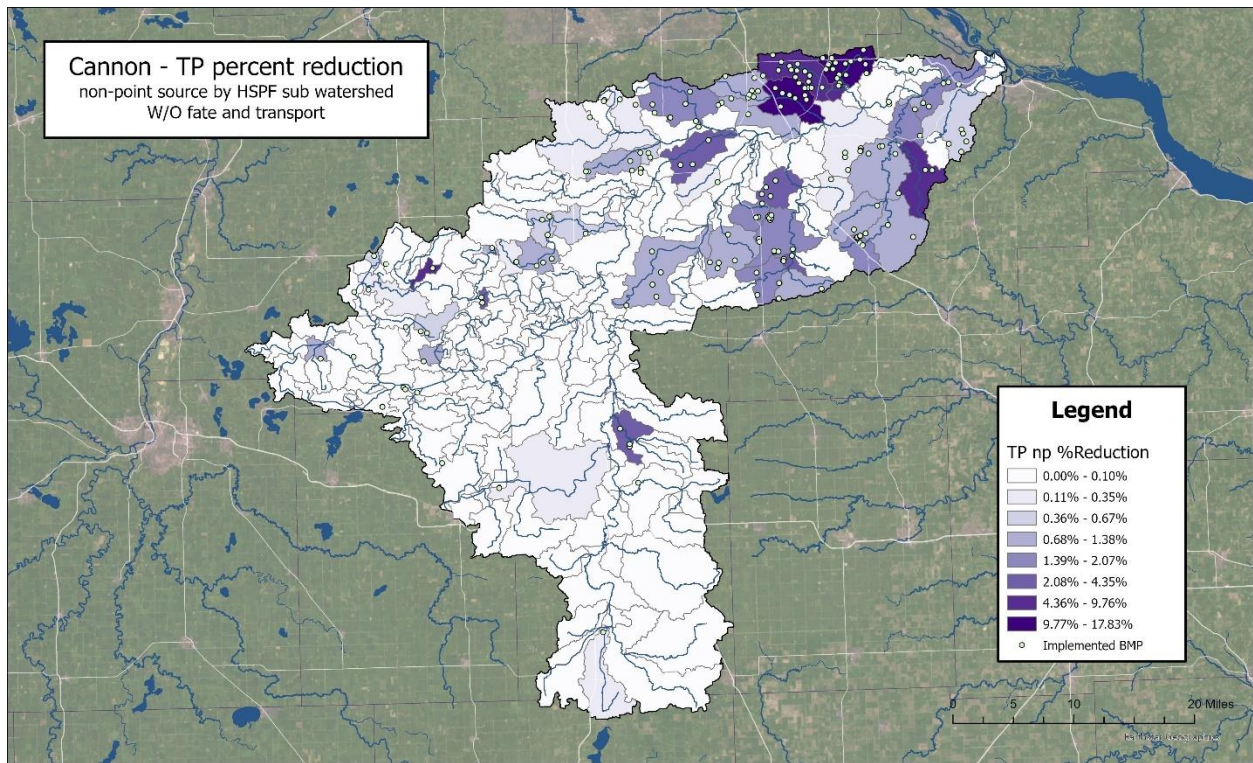 Cannon - TP percent reduction
non-point source by HSPF sub watershed
W/O fate and transport
Legend
TP np %Reduction
0.00% - 0.10%
0.11% - 0.35%
0.36% - 0.67%
0.68% - 1.38%
1.39% - 2.07%
2.08% - 4.35%
4.36% - 9.76%
9.77% - 17.83%
Implemented BMP
0 5 10 20 Miles